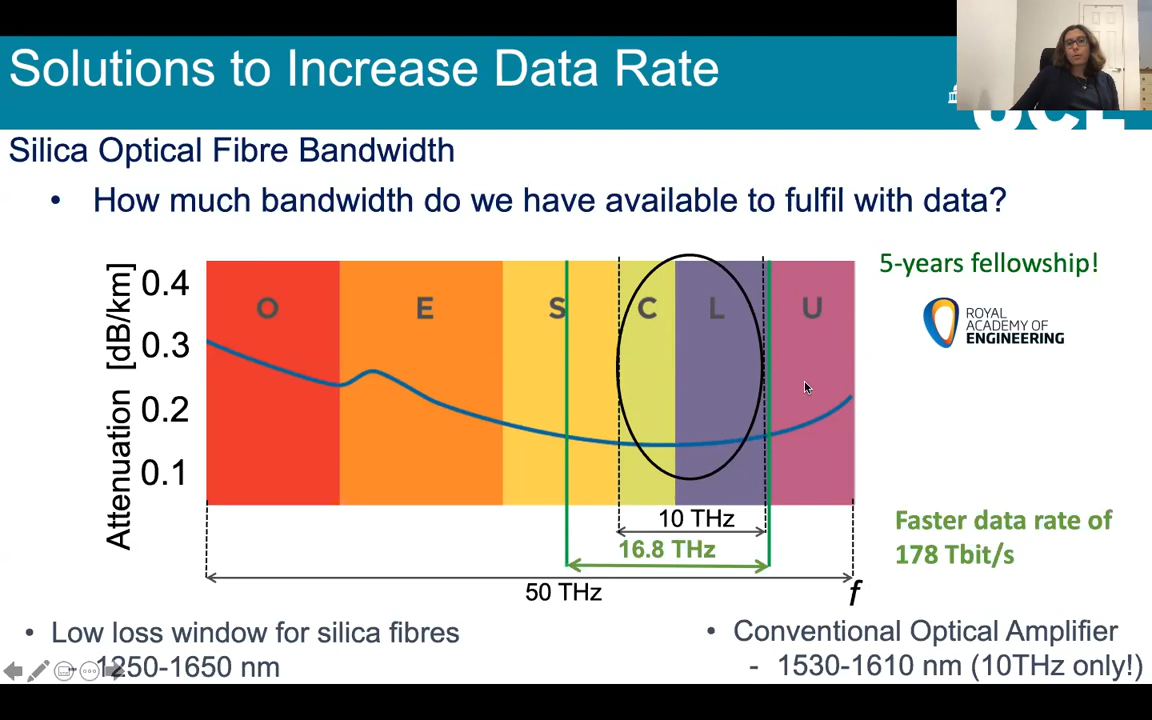 Solutions to Increase Data Rate
UCL
Silica Optical Fibre Bandwidth
• How much bandwidth do we have available to fulfil with data?
Attenuation [dB/km]
0.4
0.3
0.2
0.1
O E S C L U
10 THz
16.8 THz
50 THz
f
5-years fellowship!
ROYAL
ACADEMY OF
ENGINEERING
Faster data rate of
178 Tbit/s
• Low loss window for silica fibres
1250-1650 nm
• Conventional Optical Amplifier
- 1530-1610 nm (10THz only!)